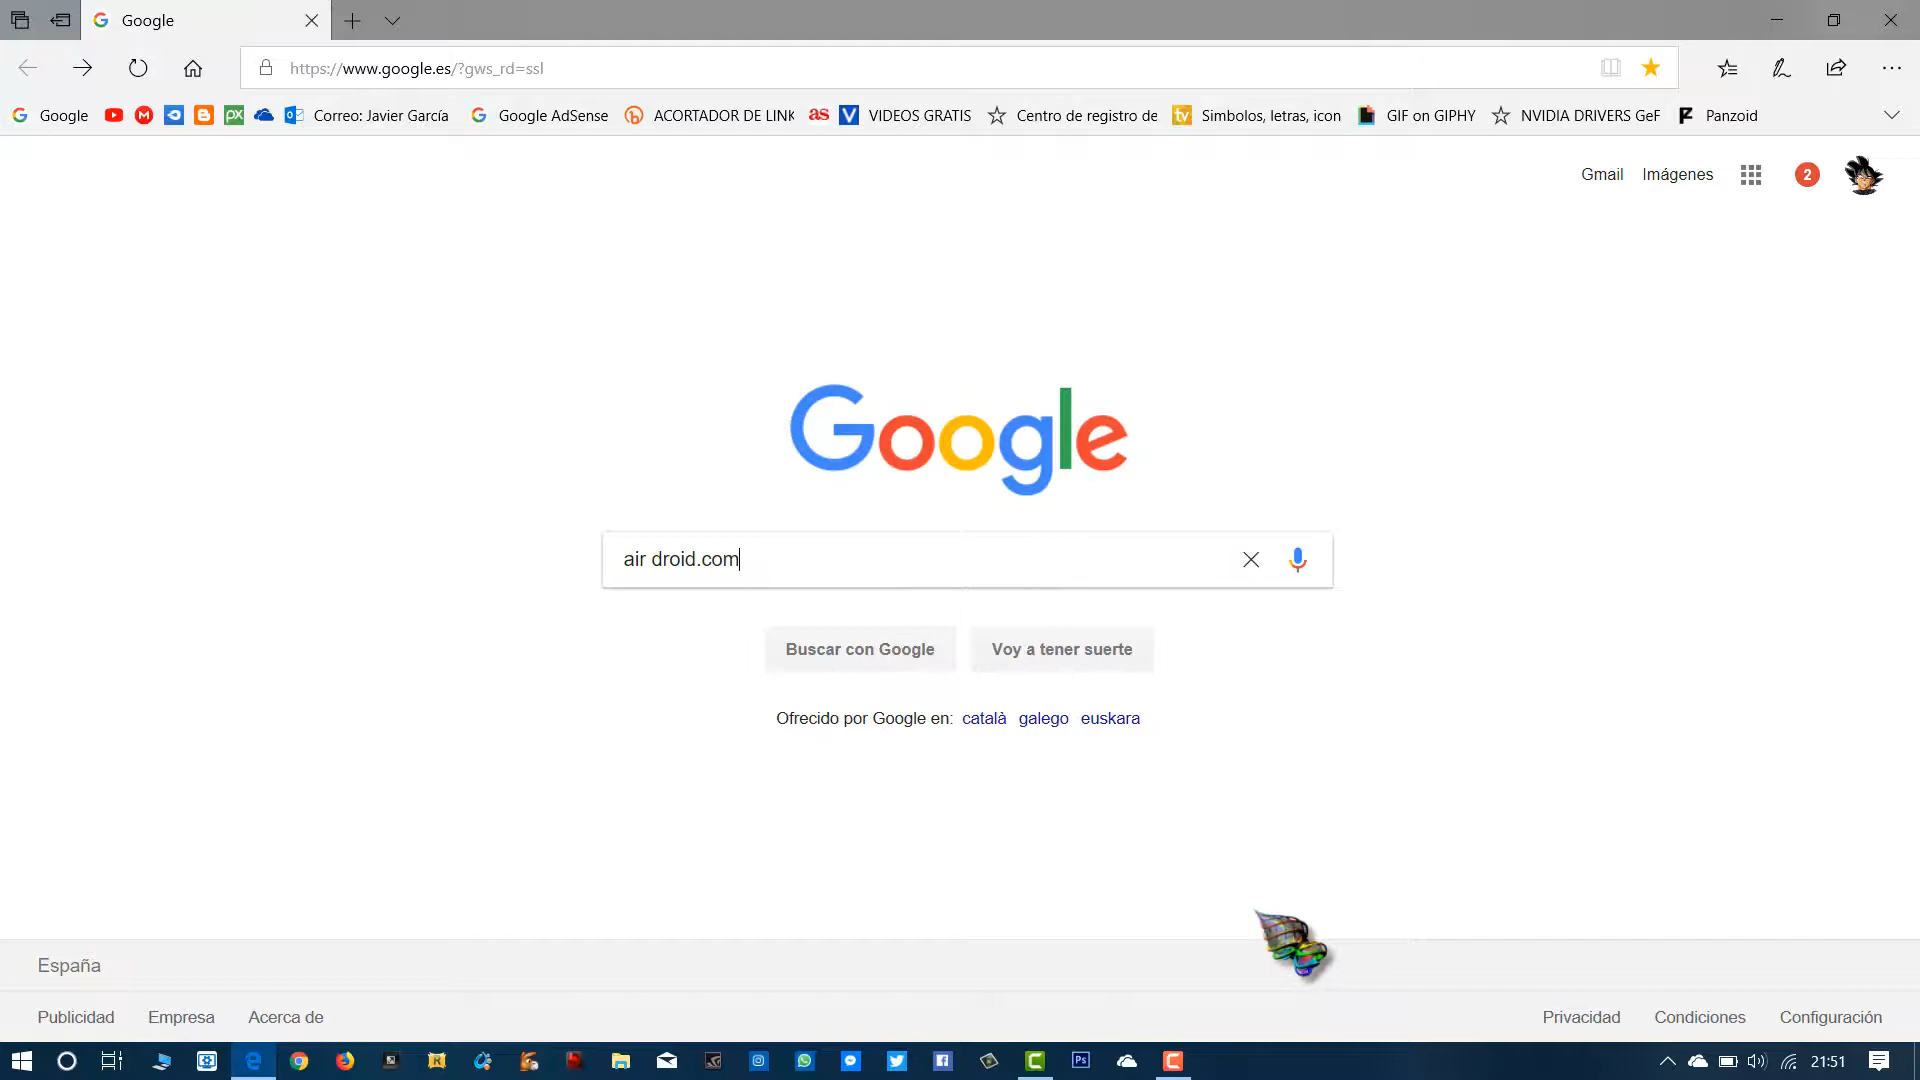 Google
https://www.google.es/?gws_rd=ssl
Google
Correo: Javier García
Google AdSense
ACORTADOR DE LINK
as
VIDEOS GRATIS
Centro de registro de
tv
Simbolos, letras, icon
GIF on GIPHY
NVIDIA DRIVERS GeF
Panzoid
Gmail Imágenes 2
Google
air droid.com
Buscar con Google Voy a tener suerte
Ofrecido por Google en: català galego euskara
España
Publicidad Empresa Acerca de Privacidad Condiciones Configuración
Ps
21:51